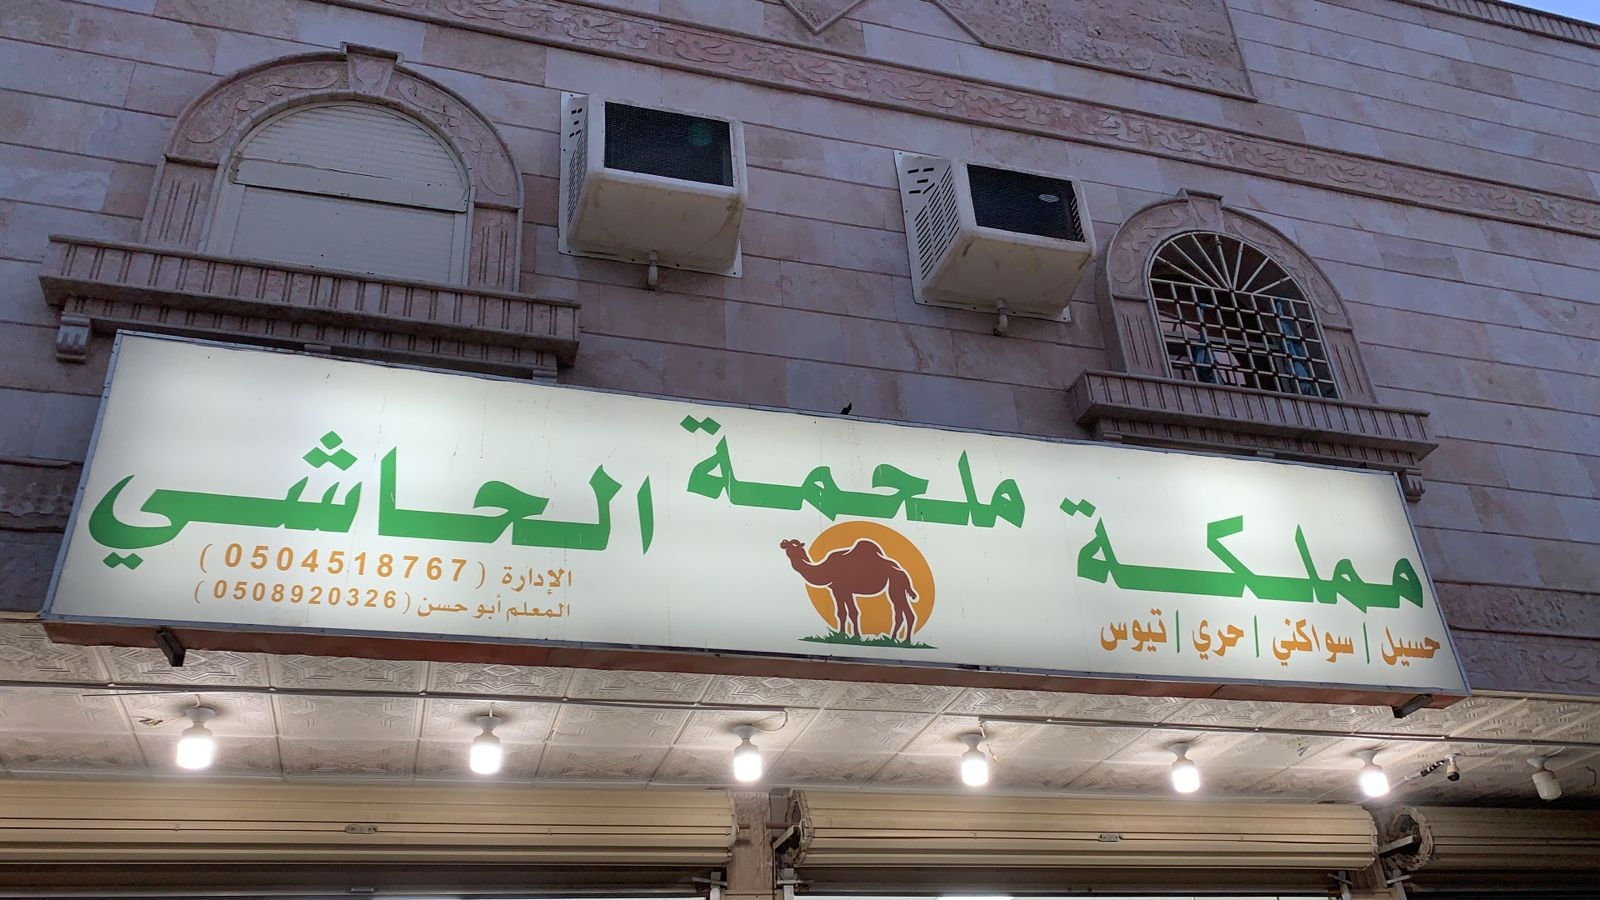 مملكة ملحمة الحاشي
حسيل | سواكني | حري | تيوس
الإدارة ( 0504518767 )
المعلم أبو حسن ( 0508920326 )